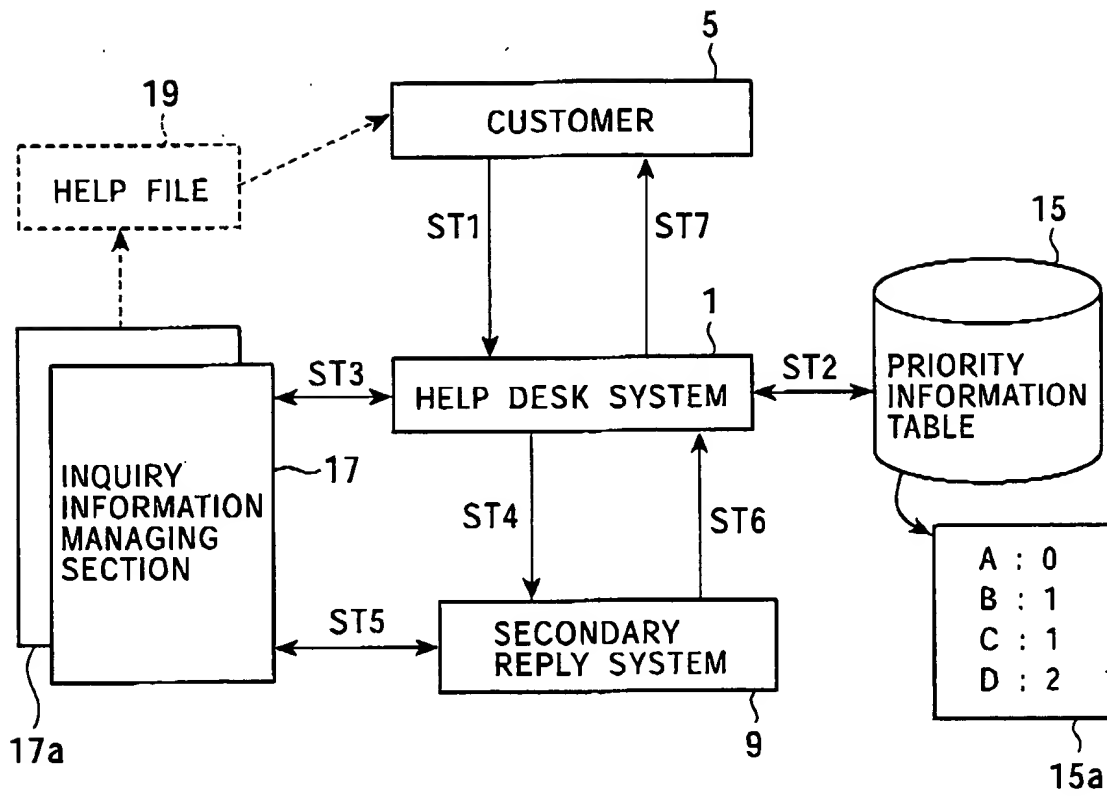 5
19
CUSTOMER
HELP FILE
ST1
ST7
15
1
ST3
HELP DESK SYSTEM
ST2
PRIORITY
INFORMATION
TABLE
17
INQUIRY
INFORMATION
MANAGING
SECTION
ST4
ST6
A : 0
B : 1
C : 1
D : 2
ST5
SECONDARY
REPLY SYSTEM
17a
9
15a